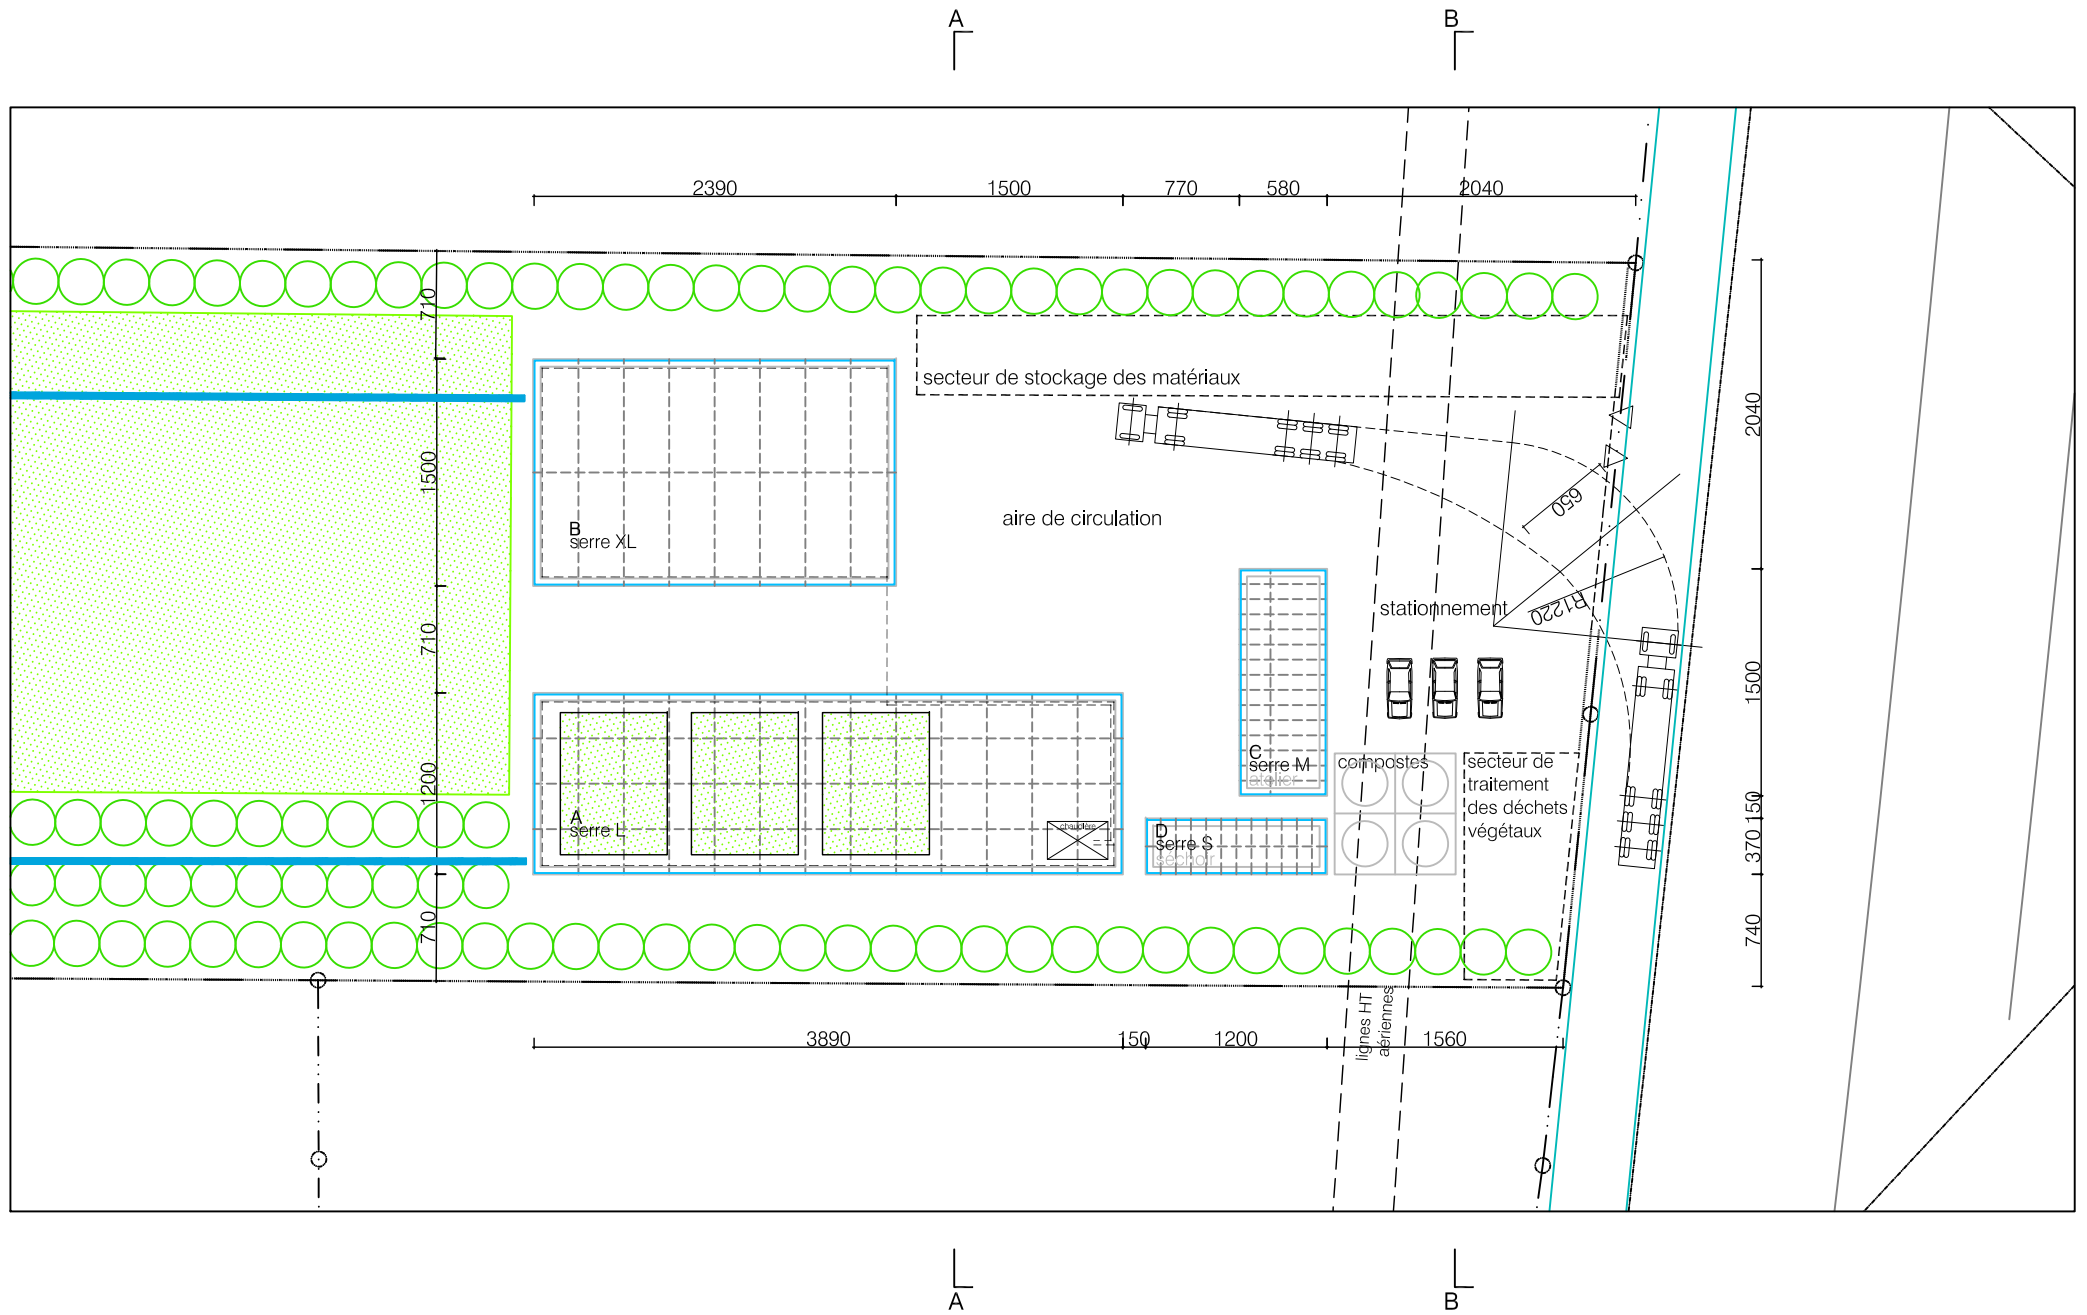 A
B
2390
1500
770
580
2040
710
1500
710
1200
710
secteur de stockage des matériaux
aire de circulation
B
serre XL
650
R1220
stationnement
2040
1500
150
370
740
C
serre M
atelier
compostes
secteur de
traitement
des déchets
végétaux
A
serre L
chaudière
D
serre S
séchoir
lignes HT
aériennes
3890
150
1200
1560
A
B